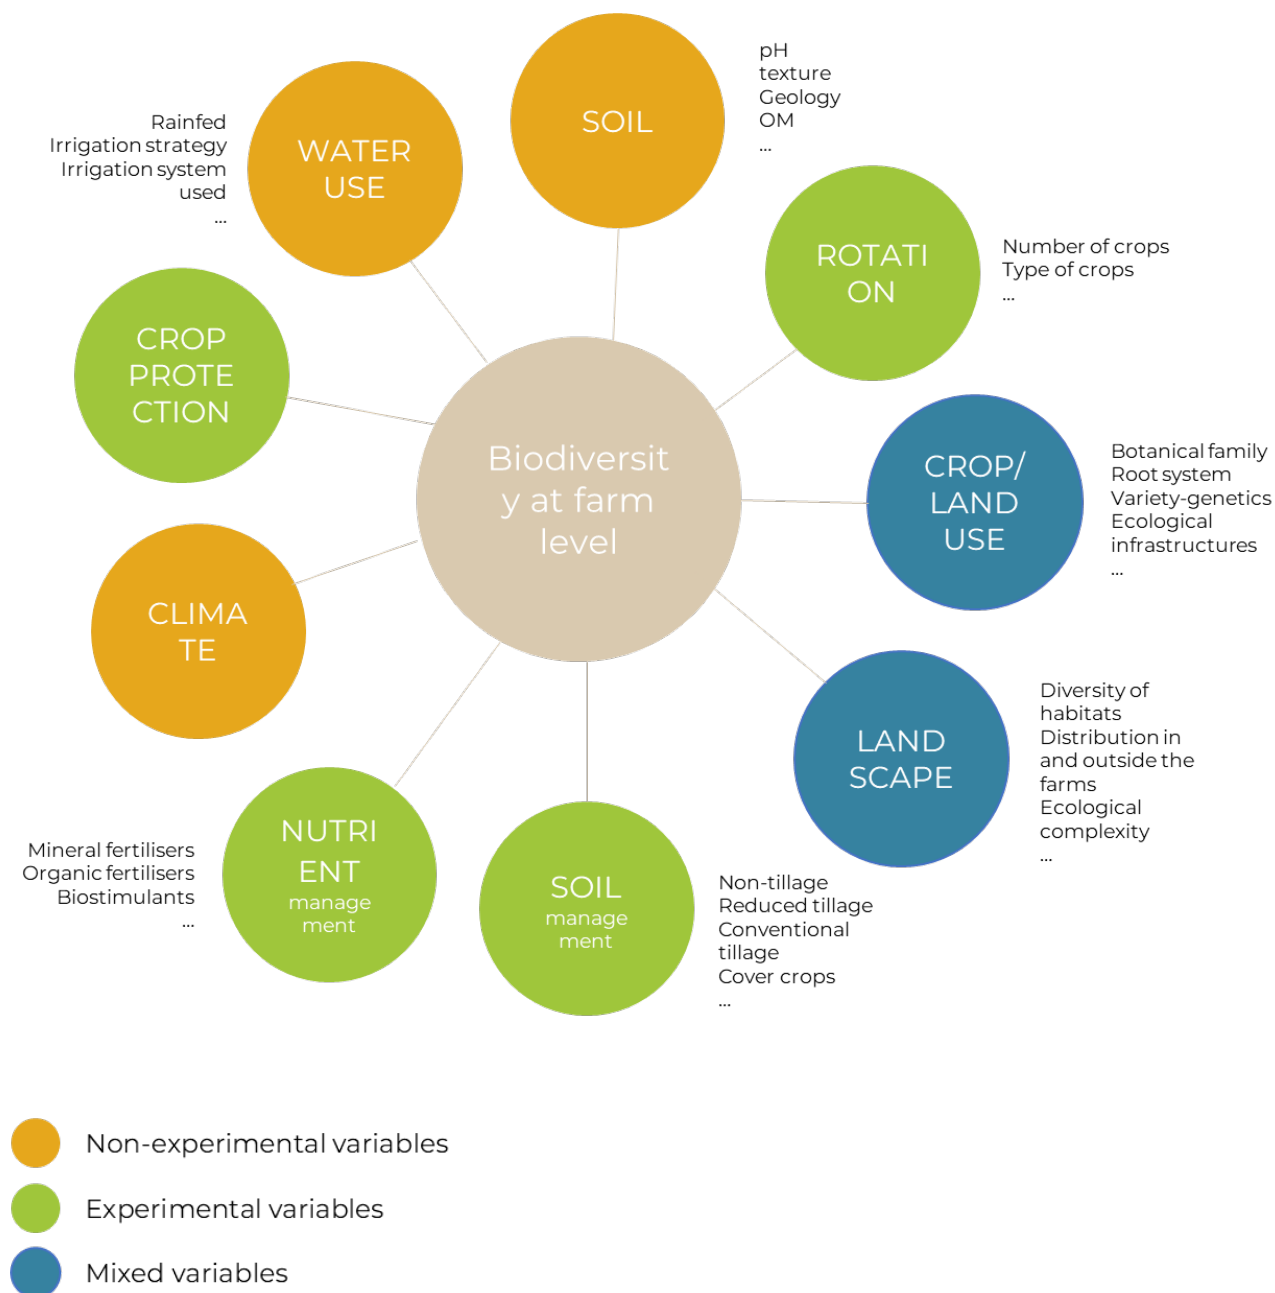 SOIL
pH
texture
Geology
OM
...
WATER
USE
Rainfed
Irrigation strategy
Irrigation system
used
...
ROTATI
ON
Number of crops
Type of crops
...
CROP
PROTE
CTION
Biodiversit
y at farm
level
CROP/
LAND
USE
Botanical family
Root system
Variety-genetics
Ecological
infrastructures
...
CLIMA
TE
LAND
SCAPE
Diversity of
habitats
Distribution in
and outside the
farms
Ecological
complexity
...
NUTRI
ENT
manage
ment
Mineral fertilisers
Organic fertilisers
Biostimulants
...
SOIL
manage
ment
Non-tillage
Reduced tillage
Conventional
tillage
Cover crops
...
Non-experimental variables
Experimental variables
Mixed variables